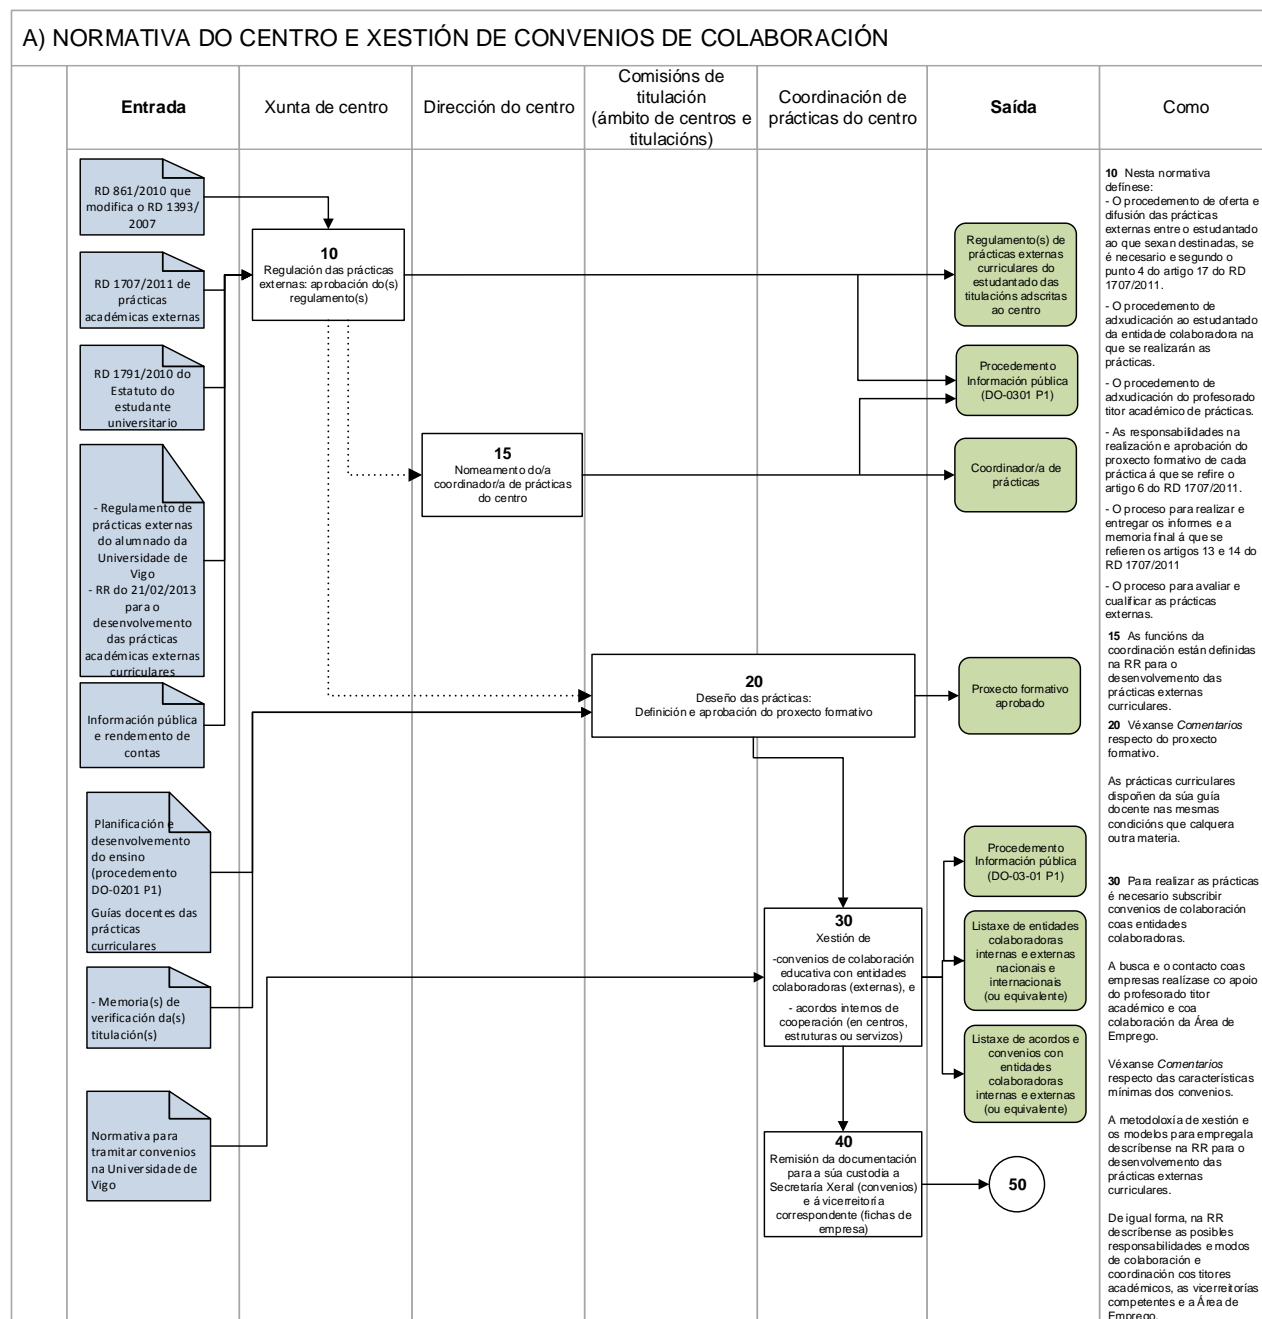 A) NORMATIVA DO CENTRO E XESTIÓN DE CONVENIOS DE COLABORACIÓN
Entrada
Xunta de centro
Dirección do centro
Comisións de
titulación
(ámbito de centros e
titulacións)
Coordinación de
prácticas do centro
Saída
Como
RD 861/2010 que
modifica o RD 1393/
2007
RD 1707/2011 de
prácticas
académicas externas
RD 1791/2010 do
Estatuto do
estudante
universitario
- Regulamento de
prácticas externas
do alumnado da
Universidade de
Vigo
- RR do 21/02/2013
para o
desenvolvemento
das prácticas
académicas externas
curriculares
Información pública
e rendemento de
contas
Planificación e
desenvolvemento
do ensino
(procedemento
DO-0201 P1)
Guías docentes das
prácticas
curriculares
- Memoria(s) de
verificación da(s)
titulación(s)
Normativa para
tramitar convenios
na Universidade de
Vigo
10
Regulación das prácticas
externas: aprobación do(s)
regulamento(s)
15
Nomeamento do/a
coordinador/a de prácticas
do centro
20
Deseño das prácticas:
Definición e aprobación do proxecto formativo
30
Xestión de
-convenios de colaboración
educativa con entidades
colaboradoras (externas), e
- acordos internos de
cooperación (en centros,
estruturas ou servizos)
40
Remisión da documentación
para a súa custodia a
Secretaría Xeral (convenios)
e á vicerreitoría
correspondente (fichas de
empresa)
Regulamento(s) de
prácticas externas
curriculares do
estudantado das
titulacións adscritas
ao centro
Procedemento
Información pública
(DO-0301 P1)
Coordinador/a de
prácticas
Proxecto formativo
aprobado
Procedemento
Información pública
(DO-03-01 P1)
Listaxe de entidades
colaboradoras
internas e externas
nacionais e
internacionais
(ou equivalente)
Listaxe de acordos e
convenios con
entidades
colaboradoras
internas e externas
(ou equivalente)
50
10 Nesta normativa
defínese:
- O procedemento de oferta e
difusión das prácticas
externas entre o estudantado
ao que sexan destinadas, se
é necesario e segundo o
punto 4 do artigo 17 do RD
1707/2011.
- O procedemento de
adxudicación ao estudantado
da entidade colaboradora na
que se realizarán as
prácticas.
- O procedemento de
adxudicación do profesorado
titor académico de prácticas.
- As responsabilidades na
realización e aprobación do
proxecto formativo de cada
práctica á que se refire o
artigo 6 do RD 1707/2011.
- O proceso para realizar e
entregar os informes e a
memoria final á que se
refieren os artigos 13 e 14 do
RD 1707/2011
- O proceso para avaliar e
cualificar as prácticas
externas.
15 As funcións da
coordinación están definidas
na RR para o
desenvolvemento das
prácticas externas
curriculares.
20 Véxanse Comentarios
respecto do proxecto
formativo.
As prácticas curriculares
dispoñen da súa guía
docente nas mesmas
condicións que calquera
outra materia.
30 Para realizar as prácticas
é necesario subscribir
convenios de colaboración
coas entidades
colaboradoras.
A busca e o contacto coas
empresas realízase co apoio
do profesorado titor
académico e coa
colaboración da Área de
Emprego.
Véxanse Comentarios
respecto das características
mínimas dos convenios.
A metodoloxía de xestión e
os modelos para empregala
descríbense na RR para o
desenvolvemento das
prácticas externas
curriculares.
De igual forma, na RR
descríbense as posibles
responsabilidades e modos
de colaboración e
coordinación cos titores
académicos, as vicerreitorías
competentes e a Área de
Emprego.